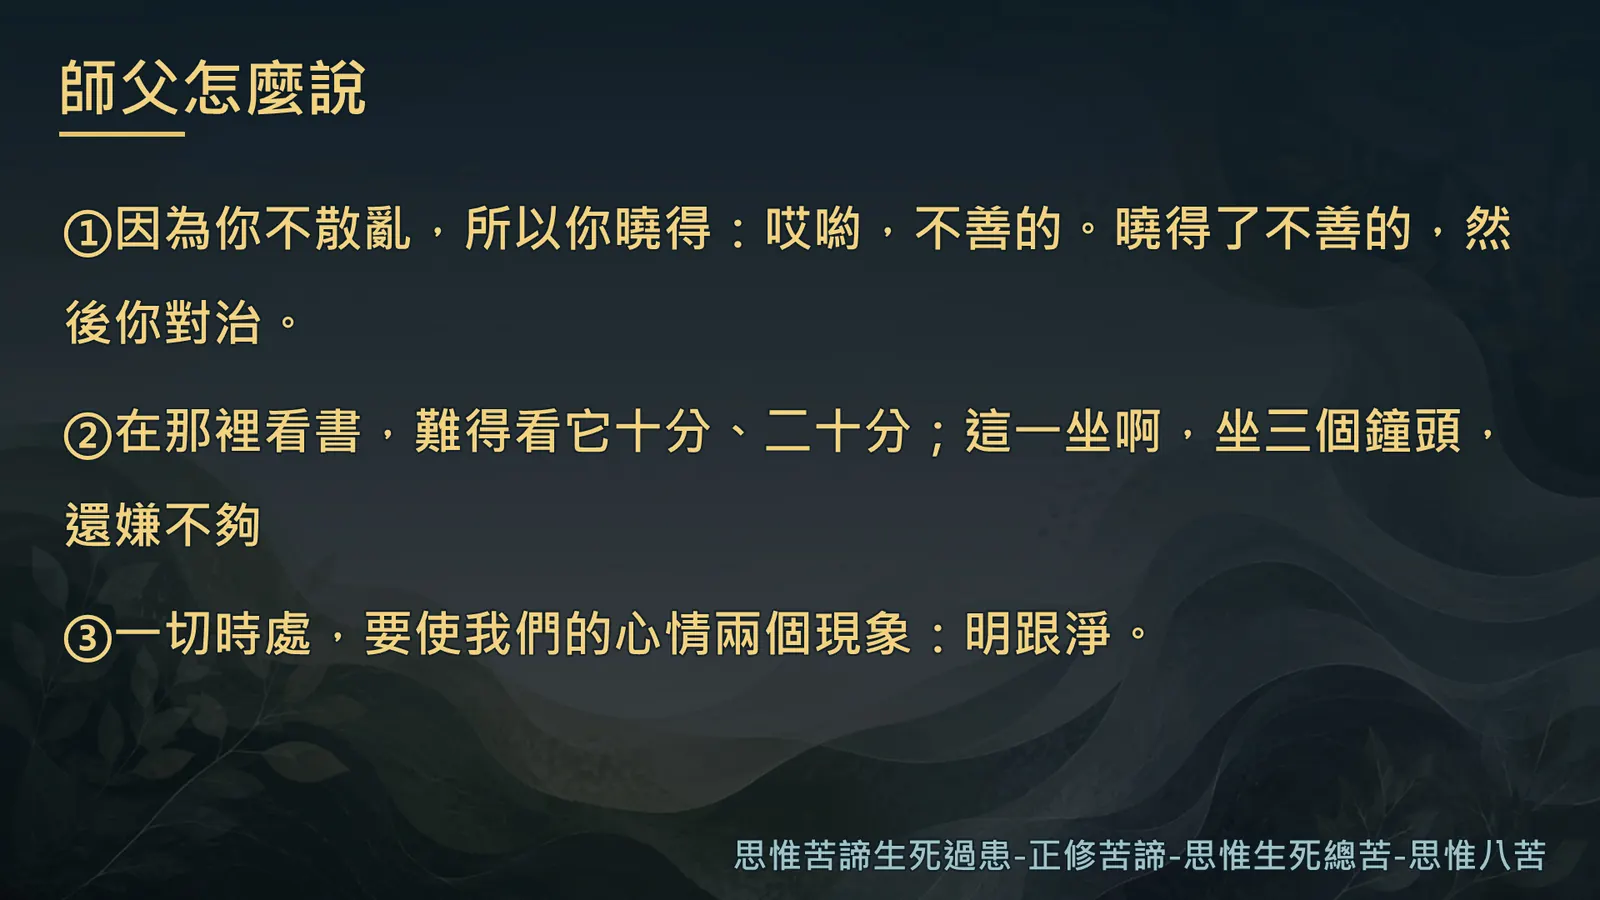 師父怎麼說
①因為你不散亂，所以你曉得：哎喲，不善的。曉得了不善的，然
後你對治。
②在那裡看書，難得看它十分、二十分；這一坐啊，坐三個鐘頭，
還嫌不夠
③一切時處，要使我們的心情兩個現象：明跟淨。
思惟苦諦生死過患-正修苦諦-思惟生死總苦-思惟八苦